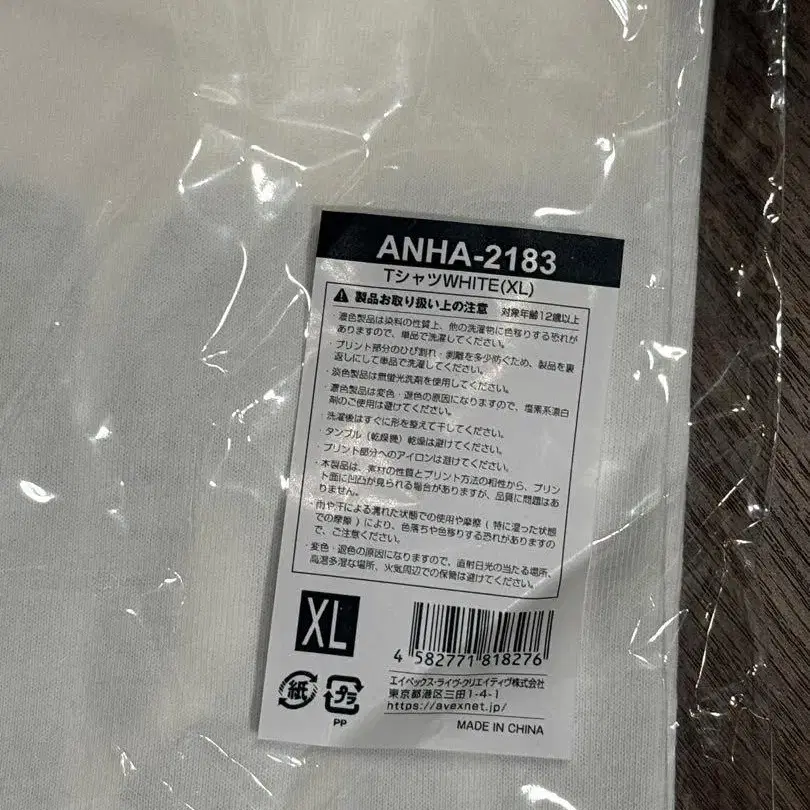 ANHA-2183
TシャツWHITE(XL)
製品お取り扱い上の注意 対象年齢12歳以上
・濃色製品は染料の性質上、他の洗濯物に色移りする恐れが
ありますので、単品で洗濯してください。
・プリント部分のひび割れ・剥離を多少防ぐため、製品を裏
返しにして単品で洗濯してください。
・淡色製品は無蛍光洗剤を使用してください。
・濃色製品は変色・退色の原因になりますので、塩素系漂白
剤のご使用は避けてください。
・洗濯後はすぐに形を整えて干してください。
・タンブル（乾燥機）乾燥は避けてください。
・プリント部分へのアイロンは避けてください。
・本製品は、素材の性質とプリント方法の相性から、プリン
ト面に凹凸が見られる場合がありますが、品質に問題はあ
りません。
・雨や汗による濡れた状態での使用や摩擦（特に湿った状態
での摩擦）により、色落ちや色移りする恐れがありますの
で、ご注意ください。
・変色・退色の原因になりますので、直射日光の当たる場所、
高温多湿な場所、火気周辺での保管は避けてください。
XL
4 582771 818276
エイベックス・ライヴ・クリエイティヴ株式会社
東京都港区三田1-4-1
https://avexnet.jp/
紙 プラ
PP
MADE IN CHINA